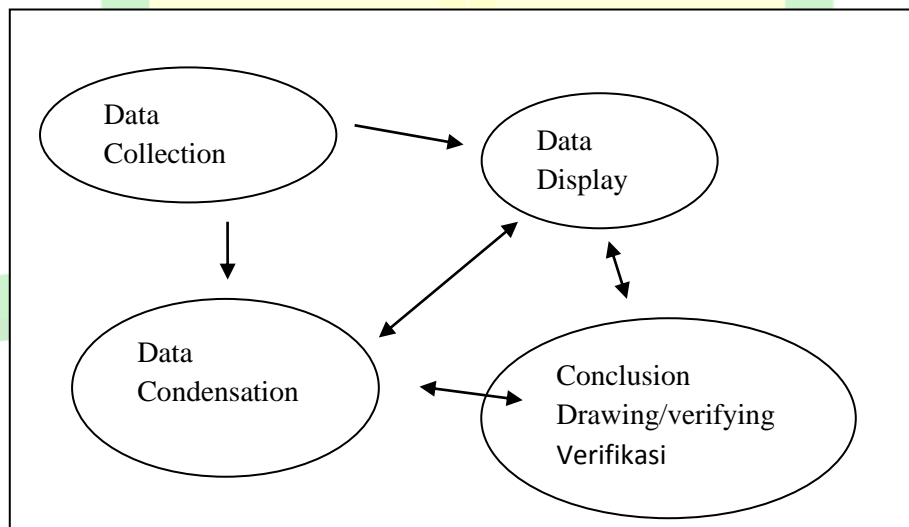 Data
Collection
Data
Display
Data
Condensation
Conclusion
Drawing/verifying
Verifikasi